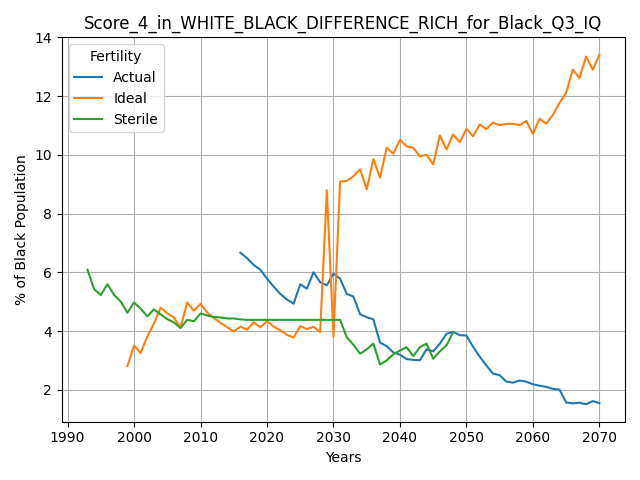 Score_4_in_WHITE_BLACK_DIFFERENCE_RICH_for_Black_Q3_IQ
Fertility
Actual
Ideal
Sterile
% of Black Population
14
12
10
8
6
4
2
1990 2000 2010 2020 2030 2040 2050 2060 2070
Years